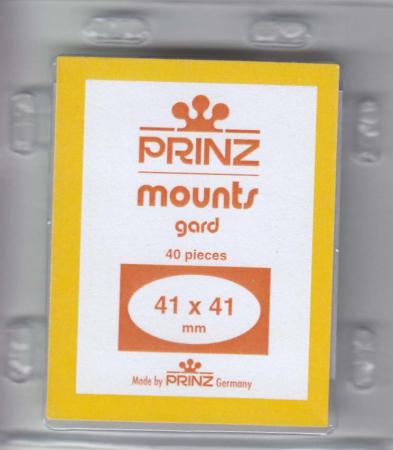 PRINZ
mounts
gard
40 pieces
41 x 41
mm
Made by PRINZ Germany